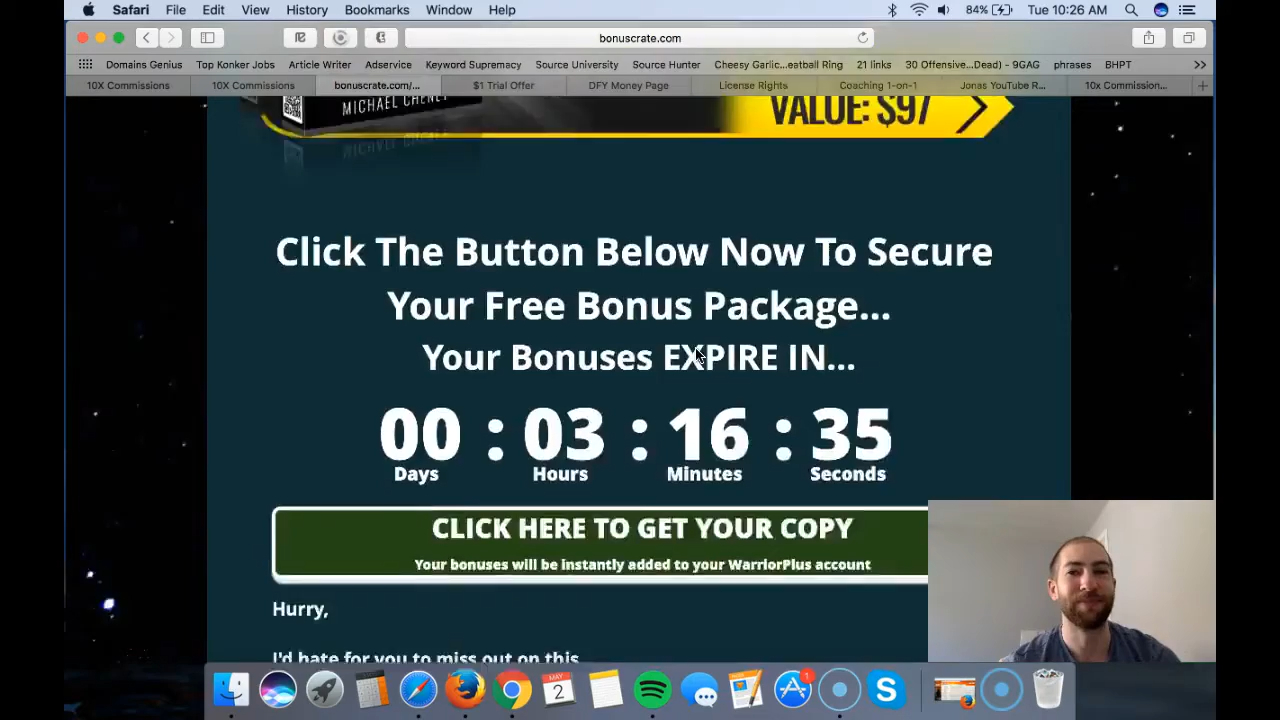 Safari File Edit View History Bookmarks Window Help 84% Tue 10:26 AM
bonuscrate.com
Domains Genius Top Konker Jobs Article Writer Adservice Keyword Supremacy Source University Source Hunter Cheesy Garlic...eatball Ring 21 links 30 Offensive...Dead) - 9GAG phrases BHPT
10X Commissions 10X Commissions bonuscrate.com/... $1 Trial Offer DFY Money Page License Rights Coaching 1-on-1 Jonas YouTube R... 10x Commission...
MICHAEL CHENEY
VALUE: $97
Click The Button Below Now To Secure
Your Free Bonus Package...
Your Bonuses EXPIRE IN...
00 : 03 : 16 : 35
Days Hours Minutes Seconds
CLICK HERE TO GET YOUR COPY
Your bonuses will be instantly added to your WarriorPlus account
Hurry,
I'd hate for you to miss out on this
MAY
2
1